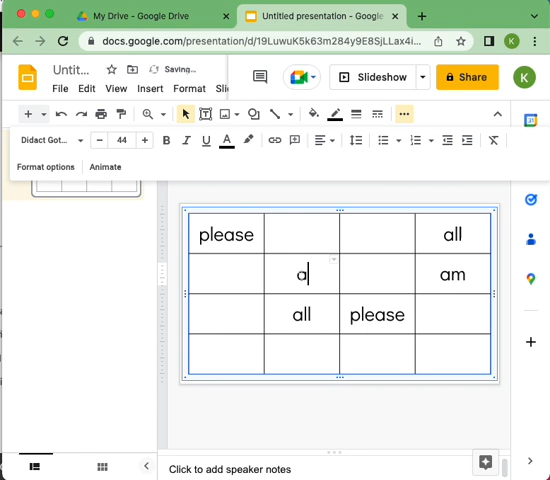 My Drive - Google Drive
Untitled presentation - Google
docs.google.com/presentation/d/19LuwuK5k63m284y9E8SjLLax4i...
K
Untit...
Saving...
File Edit View Insert Format Sli
Slideshow
Share
K
Didact Got...
44
B I U A
Format options
Animate
31
please all
a am
all please
Click to add speaker notes